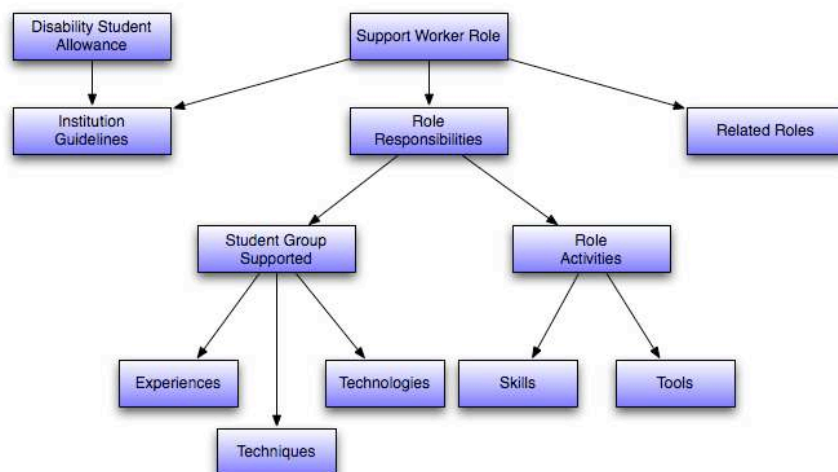 Disability Student
Allowance
Support Worker Role
Institution
Guidelines
Role
Responsibilities
Related Roles
Student Group
Supported
Role
Activities
Experiences
Technologies
Skills
Tools
Techniques